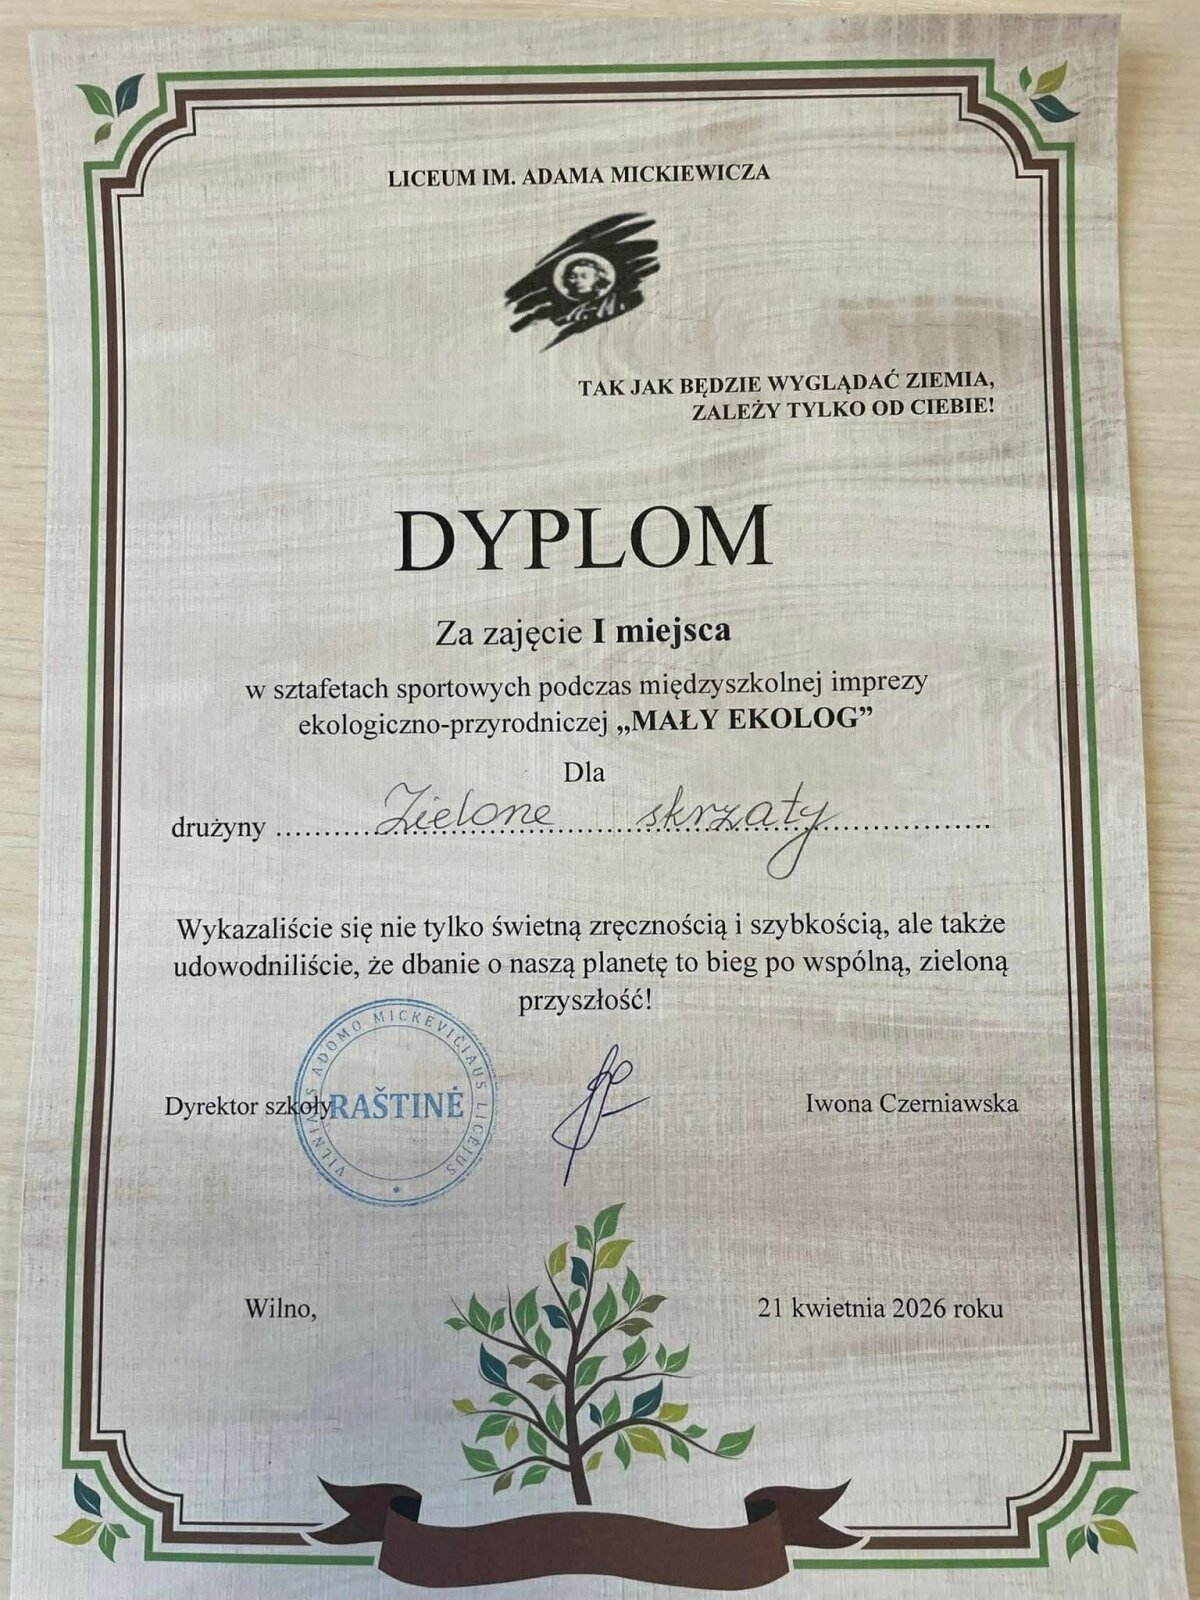 LICEUM IM. ADAMA MICKIEWICZA
TAK JAK BĘDZIE WYGLĄDAĆ ZIEMIA,
ZALEŻY TYLKO OD CIEBIE!
DYPLOM
Za zajęcie I miejsca
w sztafetach sportowych podczas międzyszkolnej imprezy
ekologiczno-przyrodniczej „MAŁY EKOLOG”
Dla
drużyny Zielone skrzaty
Wykazaliście się nie tylko świetną zręcznością i szybkością, ale także
udowodniliście, że dbanie o naszą planetę to bieg po wspólną, zieloną
przyszłość!
VILNIAUS ADOMO MICKEVIČIAUS LICĖJUS
Dyrektor szkoły RAŠTINĖ Iwona Czerniawska
Wilno, 21 kwietnia 2026 roku